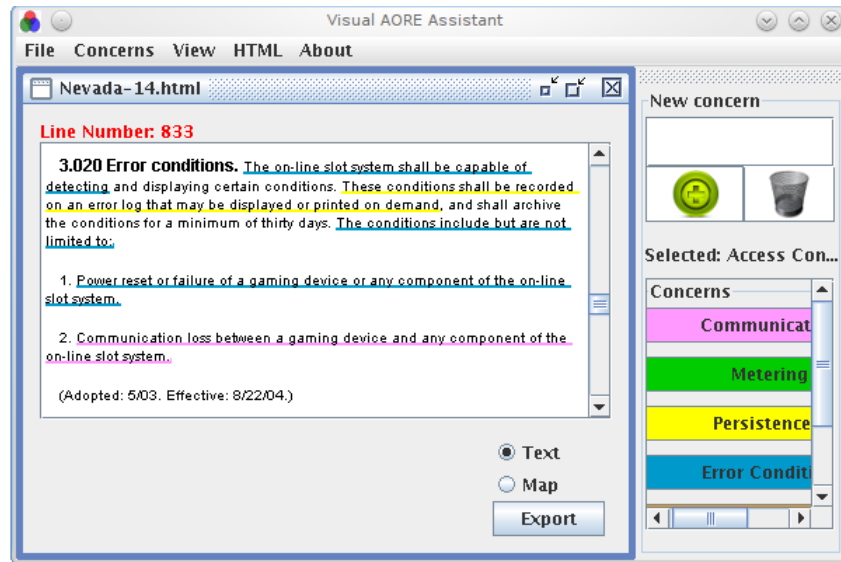 Visual AORE Assistant
File Concerns View HTML About
Nevada-14.html
Line Number: 833
3.020 Error conditions. The on-line slot system shall be capable of
detecting and displaying certain conditions. These conditions shall be recorded
on an error log that may be displayed or printed on demand, and shall archive
the conditions for a minimum of thirty days. The conditions include but are not
limited to:
1. Power reset or failure of a gaming device or any component of the on-line
slot system.
2. Communication loss between a gaming device and any component of the
on-line slot system.
(Adopted: 5/03. Effective: 8/22/04.)
Text
Map
Export
New concern
Selected: Access Con...
Concerns
Communicat
Metering
Persistence
Error Conditi